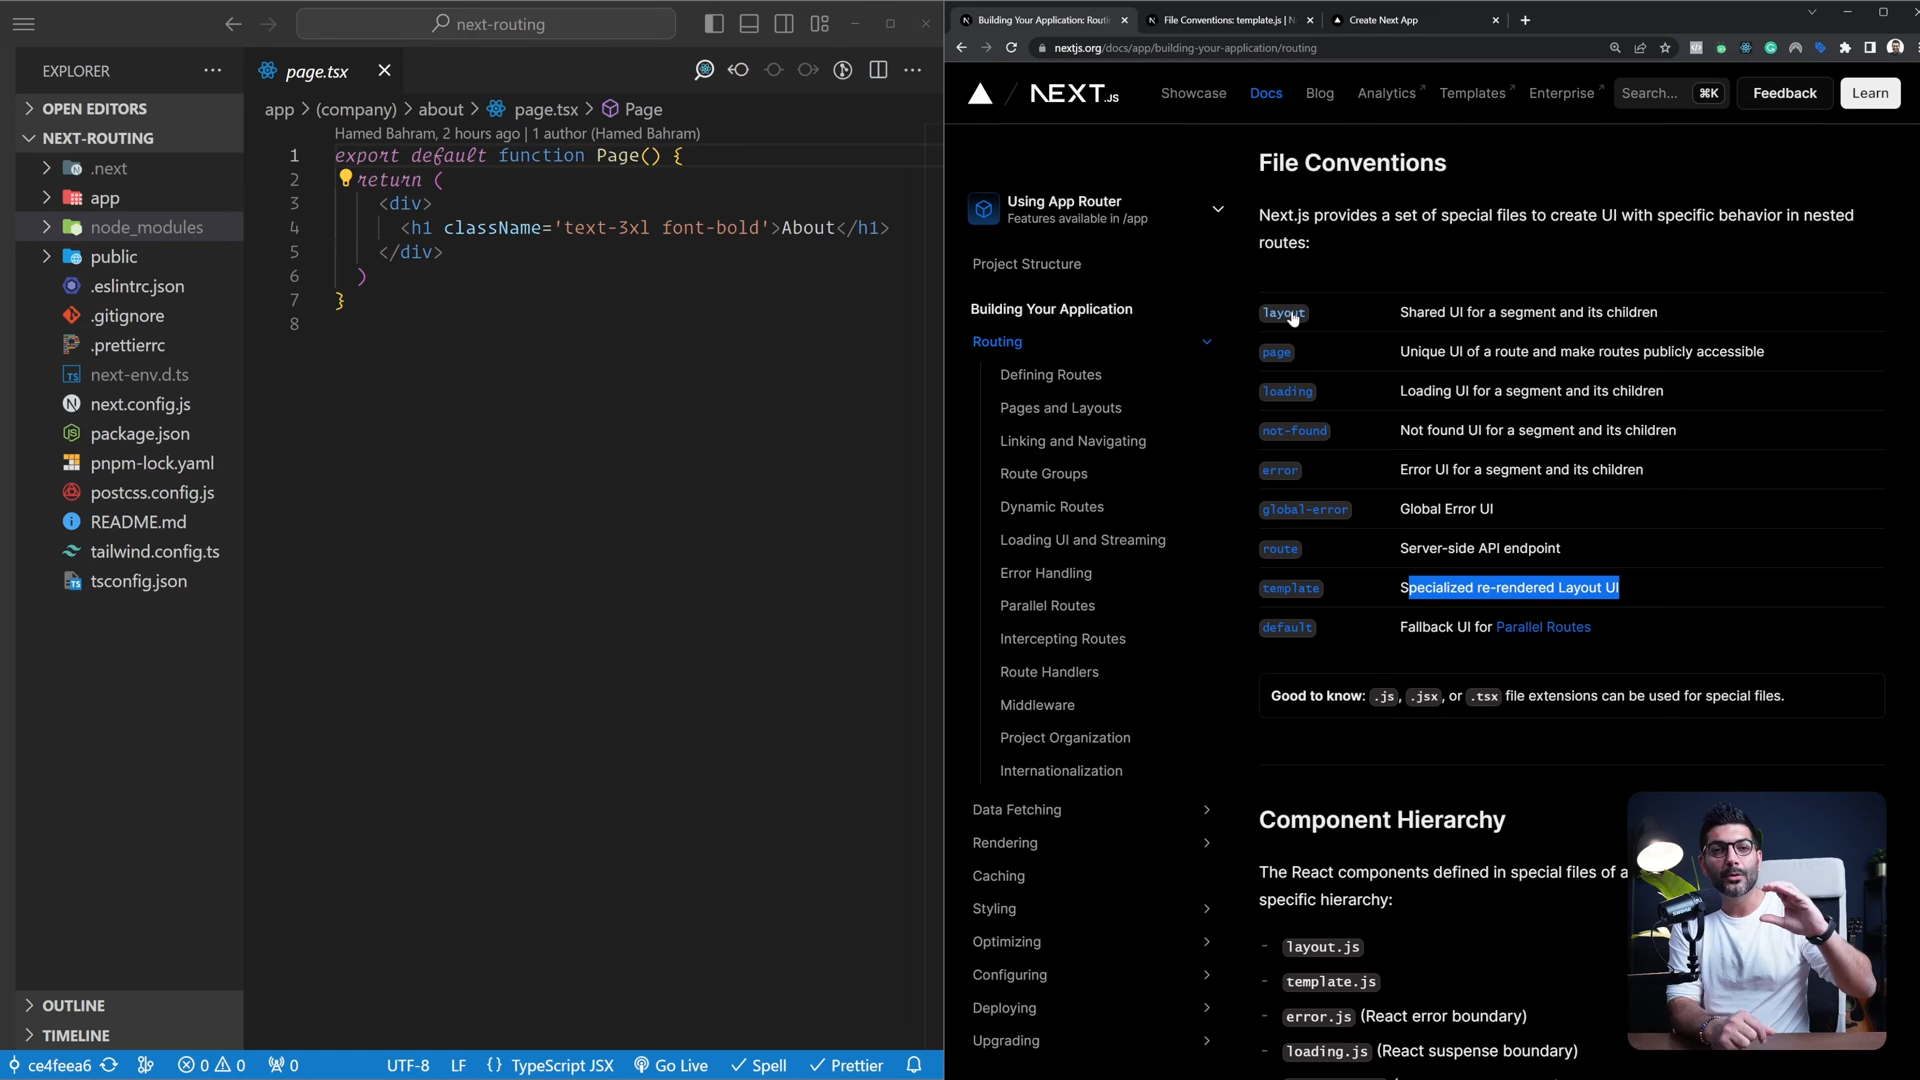 next-routing
EXPLORER
OPEN EDITORS
NEXT-ROUTING
.next
app
node_modules
public
.eslintrc.json
.gitignore
.prettierrc
next-env.d.ts
next.config.js
package.json
pnpm-lock.yaml
postcss.config.js
README.md
tailwind.config.ts
tsconfig.json
OUTLINE
TIMELINE
page.tsx
app > (company) > about > page.tsx > Page
Hamed Bahram, 2 hours ago | 1 author (Hamed Bahram)
1 export default function Page() {
2 return (
3 <div>
4 <h1 className='text-3xl font-bold'>About</h1>
5 </div>
6 )
7 }
8
ce4feea6
0 0
0
UTF-8
LF
{} TypeScript JSX
Go Live
Spell
Prettier
Building Your Application: Routi
File Conventions: template.js | N
Create Next App
nextjs.org/docs/app/building-your-application/routing
NEXT.JS
Showcase
Docs
Blog
Analytics
Templates
Enterprise
Search...
⌘K
Feedback
Learn
Using App Router
Features available in /app
Project Structure
Building Your Application
Routing
Defining Routes
Pages and Layouts
Linking and Navigating
Route Groups
Dynamic Routes
Loading UI and Streaming
Error Handling
Parallel Routes
Intercepting Routes
Route Handlers
Middleware
Project Organization
Internationalization
Data Fetching
Rendering
Caching
Styling
Optimizing
Configuring
Deploying
Upgrading
File Conventions
Next.js provides a set of special files to create UI with specific behavior in nested
routes:
layout Shared UI for a segment and its children
page Unique UI of a route and make routes publicly accessible
loading Loading UI for a segment and its children
not-found Not found UI for a segment and its children
error Error UI for a segment and its children
global-error Global Error UI
route Server-side API endpoint
template Specialized re-rendered Layout UI
default Fallback UI for Parallel Routes
Good to know: .js, .jsx, or .tsx file extensions can be used for special files.
Component Hierarchy
The React components defined in special files of a
specific hierarchy:
- layout.js
- template.js
- error.js (React error boundary)
- loading.js (React suspense boundary)